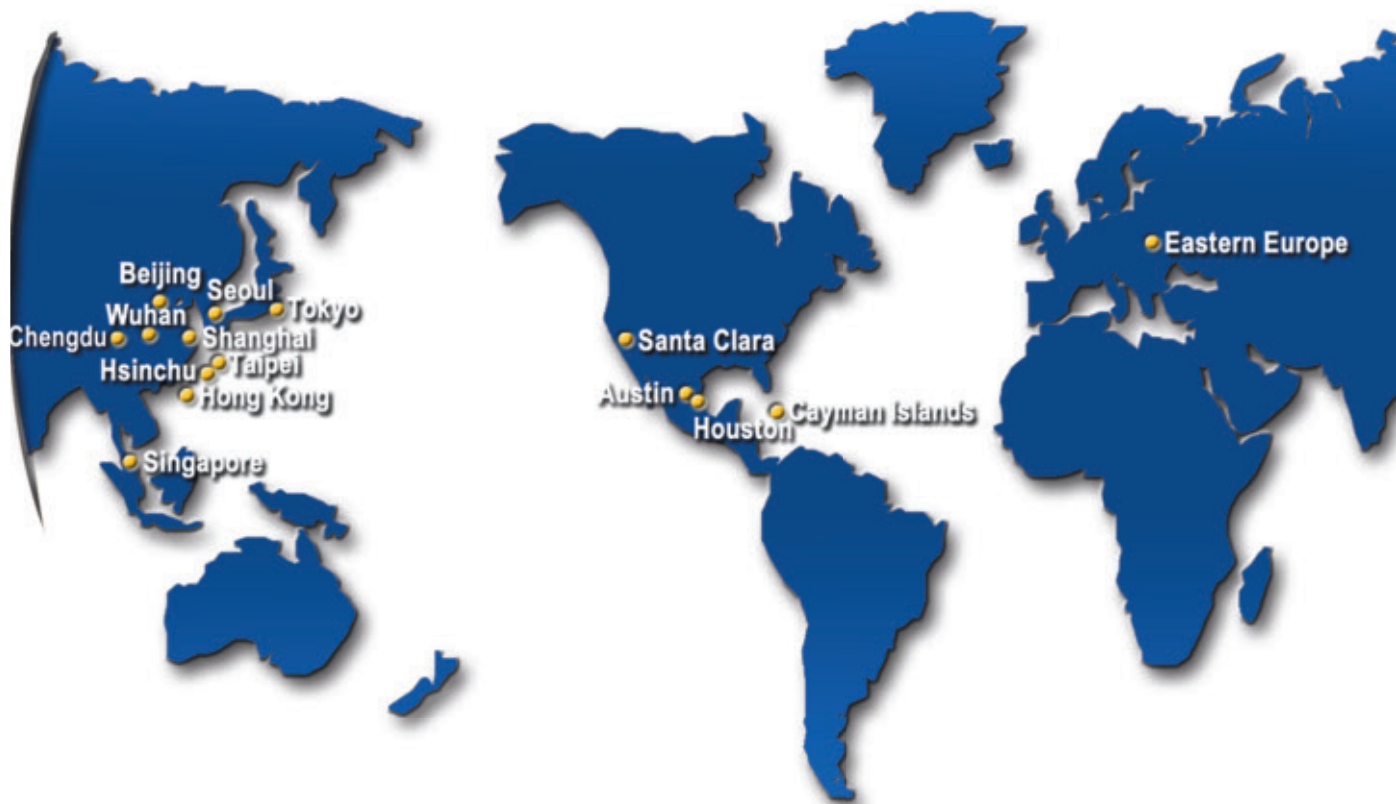 Eastern Europe
Beijing
Seoul
Tokyo
Wuhan
Chengdu
Shanghai
Santa Clara
Taipei
Hsinchu
Hong Kong
Austin
Cayman Islands
Houston
Singapore